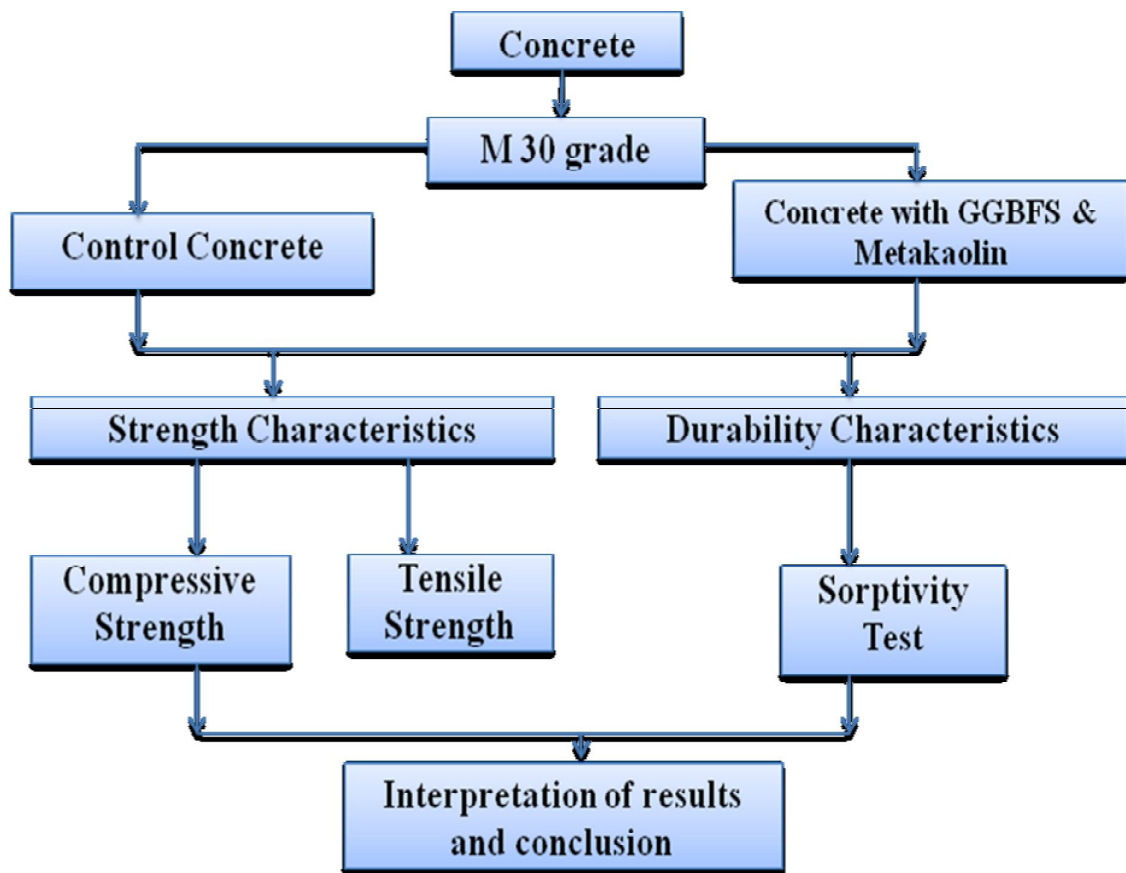 Concrete
M 30 grade
Control Concrete
Concrete with GGBFS &
Metakaolin
Strength Characteristics
Durability Characteristics
Compressive
Strength
Tensile
Strength
Sorptivity
Test
Interpretation of results
and conclusion